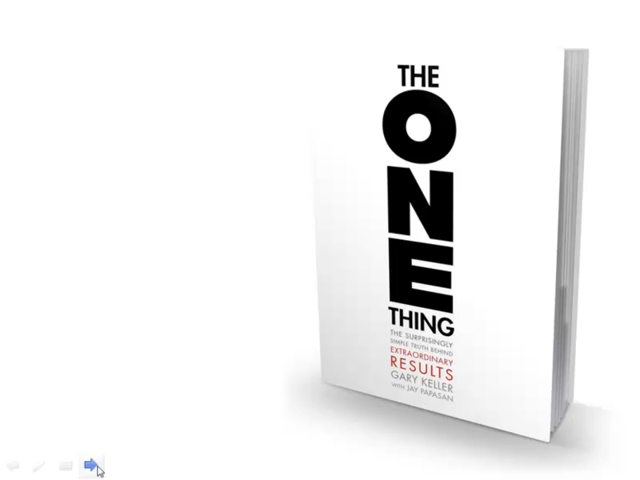 THE
O
N
E
THING
THE SURPRISINGLY
SIMPLE TRUTH BEHIND
EXTRAORDINARY
RESULTS
GARY KELLER
WITH JAY PAPASAN